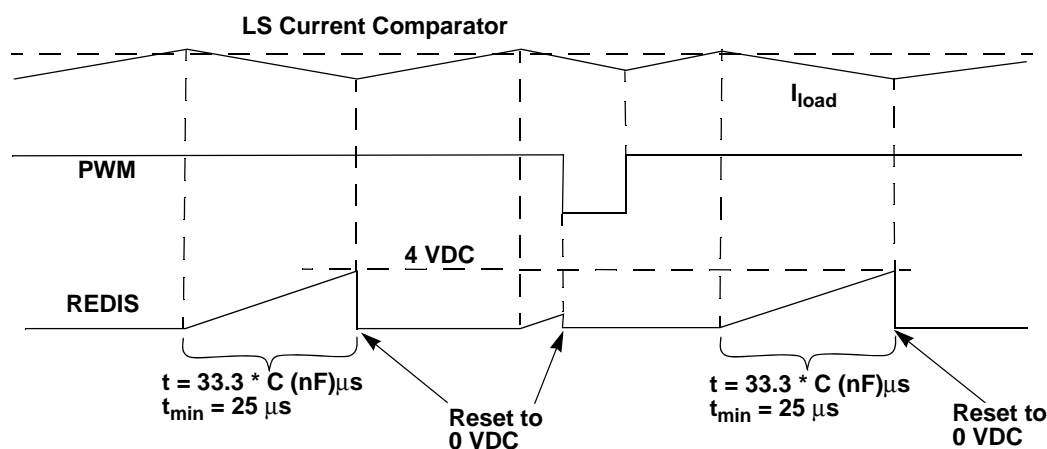 LS Current Comparator
Iload
PWM
4 VDC
REDIS
t = 33.3 * C (nF)μs
tmin = 25 μs
Reset to
0 VDC
t = 33.3 * C (nF)μs
tmin = 25 μs
Reset to
0 VDC